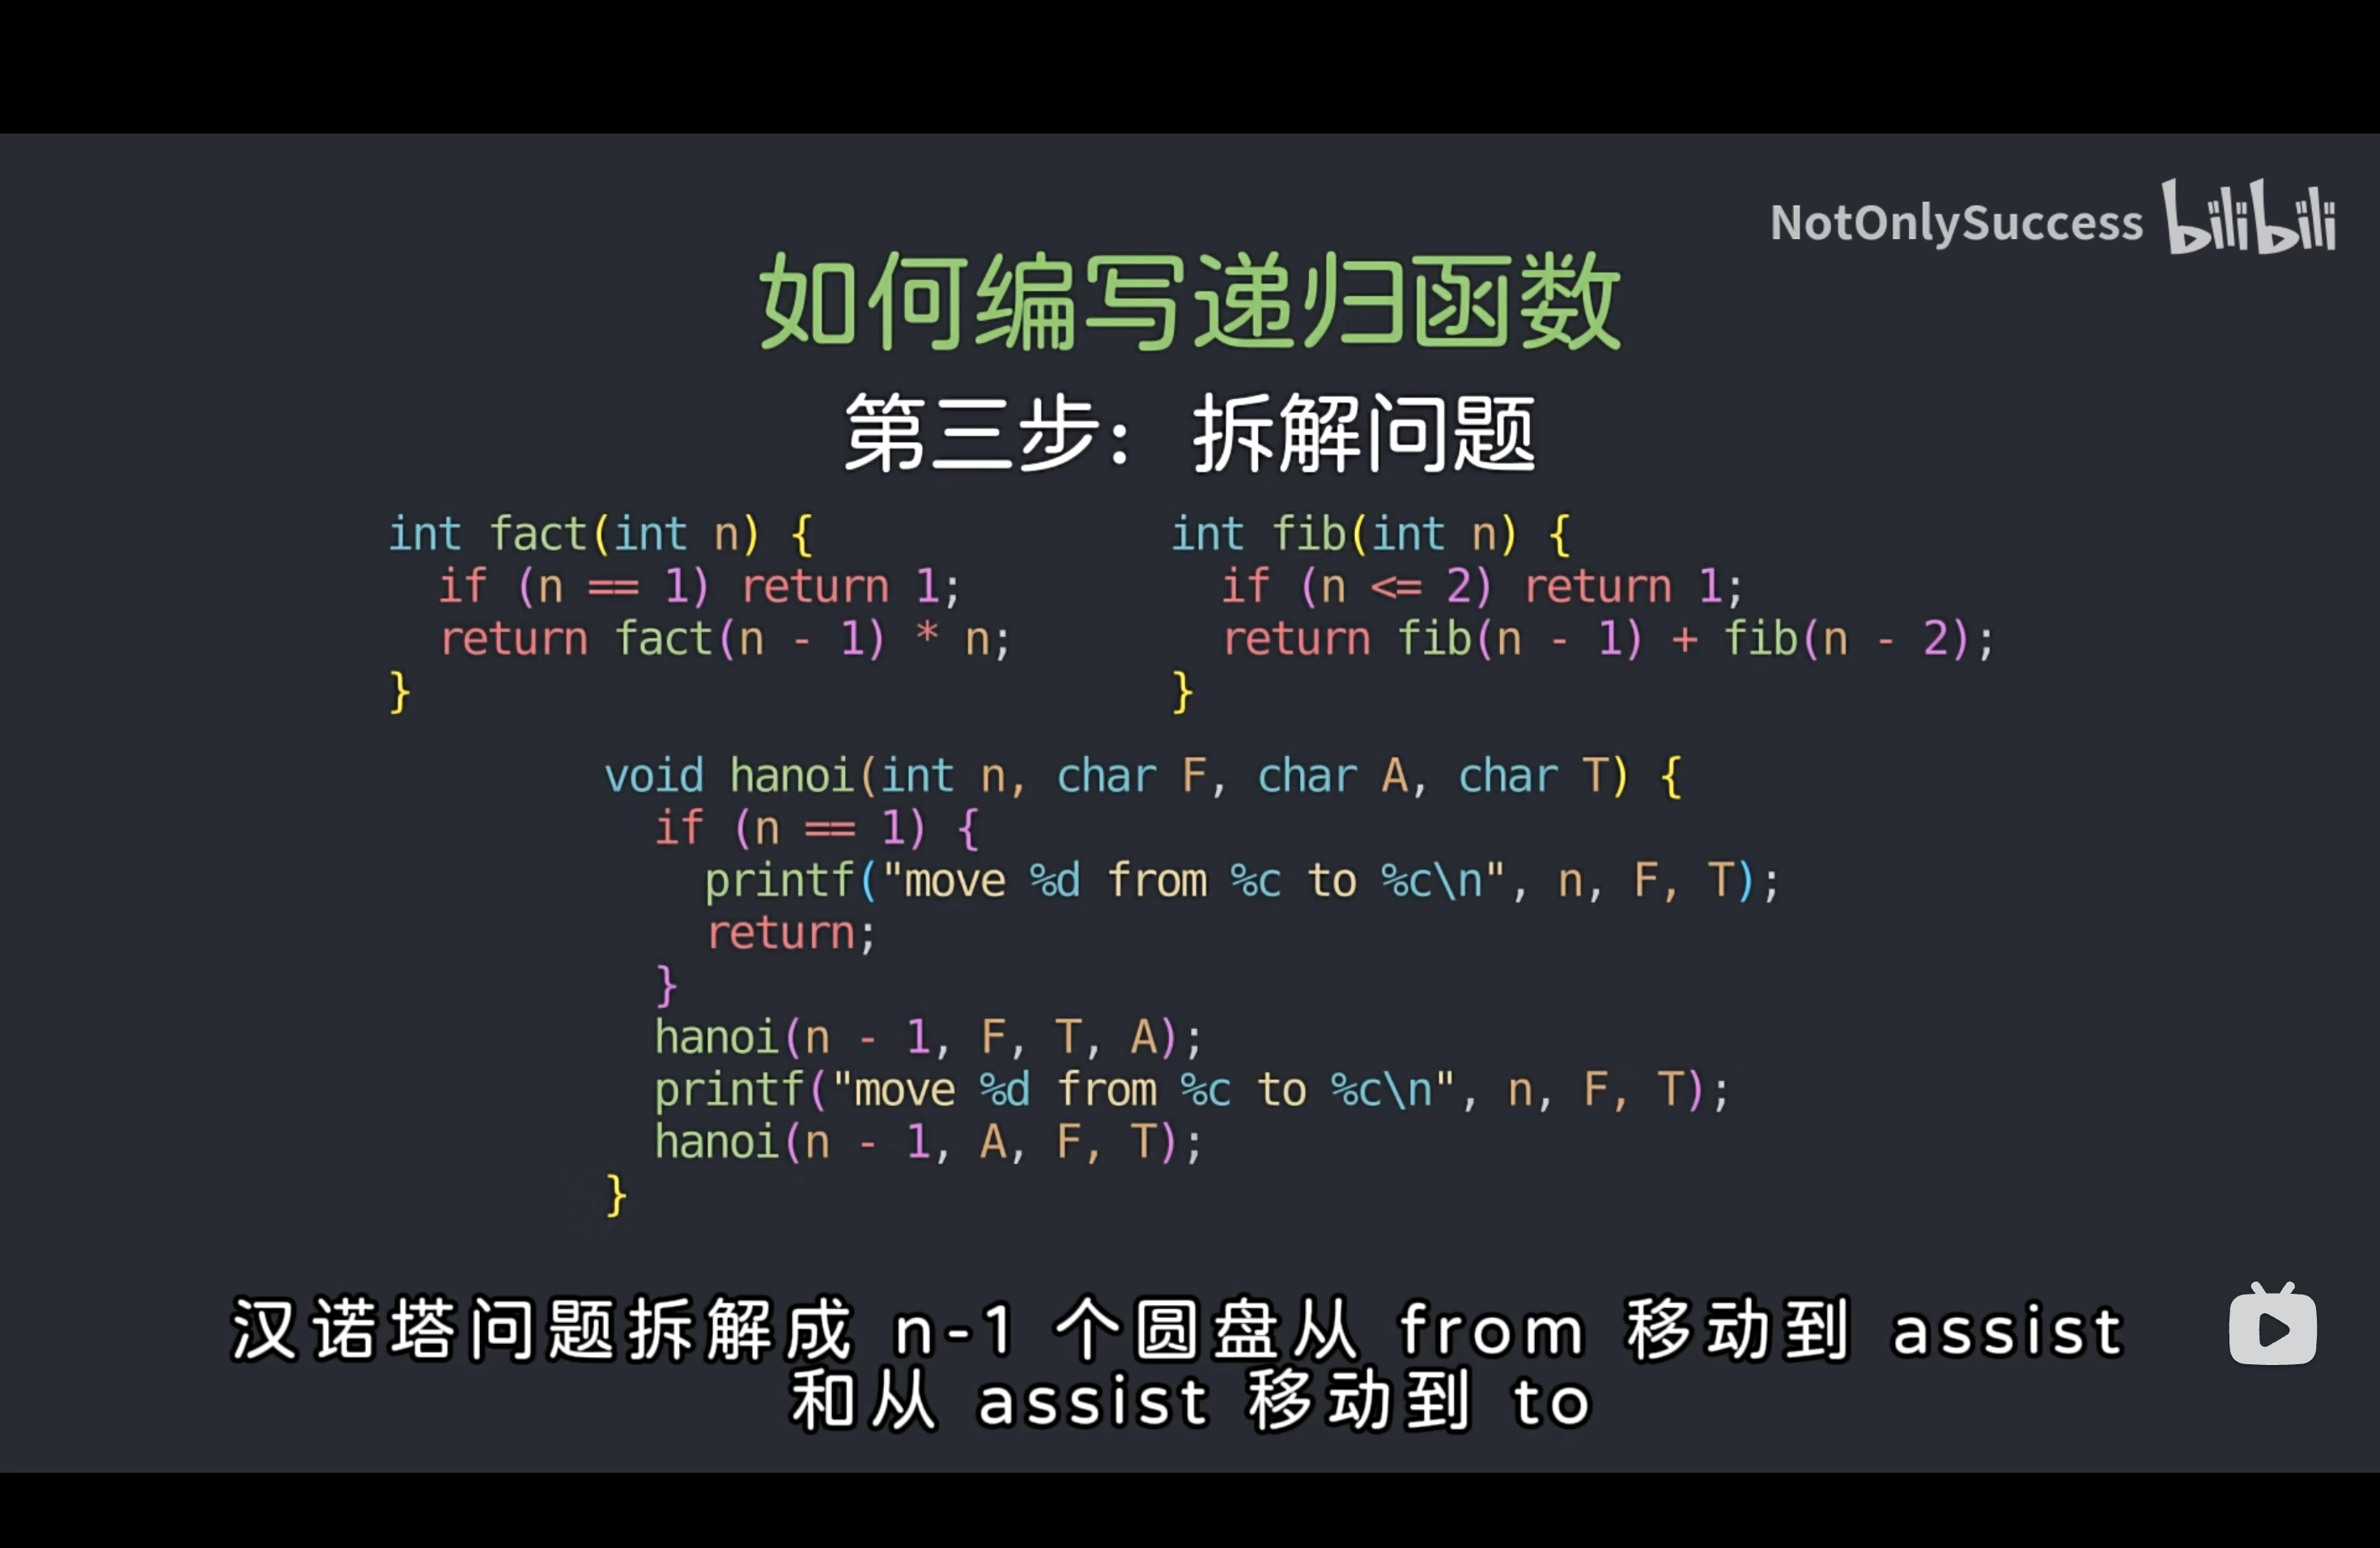 NotOnlySuccess bilibili
如何编写递归函数
第三步：拆解问题
int fact(int n) {
  if (n == 1) return 1;
  return fact(n - 1) * n;
}
int fib(int n) {
  if (n <= 2) return 1;
  return fib(n - 1) + fib(n - 2);
}
void hanoi(int n, char F, char A, char T) {
  if (n == 1) {
    printf("move %d from %c to %c\n", n, F, T);
    return;
  }
  hanoi(n - 1, F, T, A);
  printf("move %d from %c to %c\n", n, F, T);
  hanoi(n - 1, A, F, T);
}
汉诺塔问题拆解成 n-1 个圆盘从 from 移动到 assist
和从 assist 移动到 to